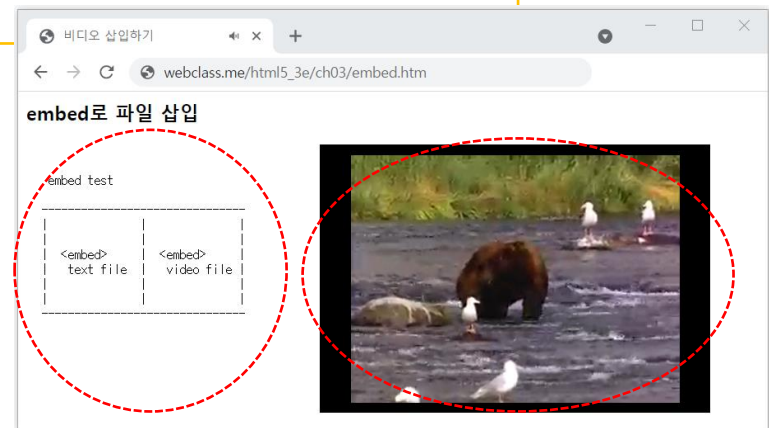 비디오 삽입하기
webclass.me/html5_3e/ch03/embed.htm
embed로 파일 삽입
embed test
<embed> <embed>
text file video file